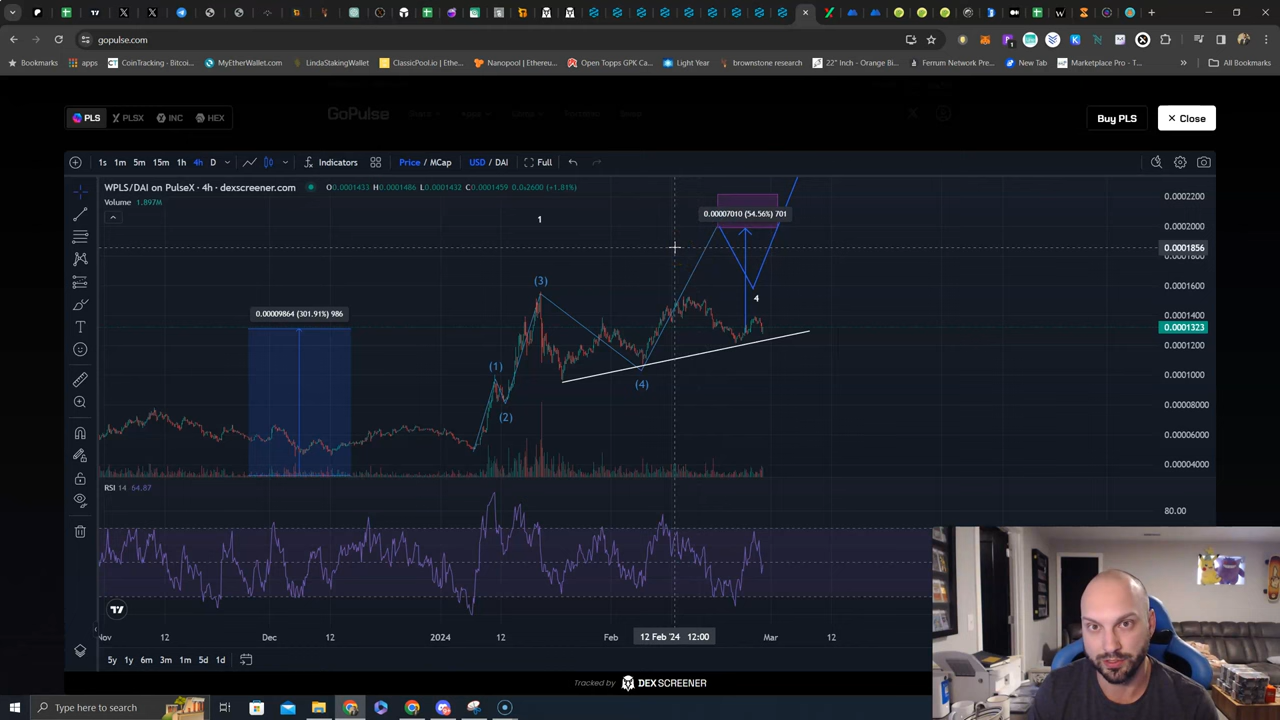 gopulse.com
Bookmarks apps CoinTracking - Bitcoi... MyEtherWallet.com LindaStakingWallet ClassicPool.io | Ethe... Nanopool | Ethereu... Open Topps GPK Ca... Light Year brownstone research 22" Inch - Orange Bi... Ferrum Network Pre... New Tab Marketplace Pro - T... All Bookmarks
GoPulse
PLS PLSX INC HEX
Buy PLS
Close
1s 1m 5m 15m 1h 4h D Indicators Price / MCap USD / DAI Full
WPLS/DAI on PulseX · 4h · dexscreener.com
Volume 1.897M
0.0002200
0.00007010 (54.56%) 701
1
0.0002000
0.0001856
0.0001800
(3)
0.0001600
4
0.00009864 (301.91%) 986
0.0001400
0.0001323
0.0001200
(1)
0.0001000
(4)
0.00008000
(2)
0.00006000
0.00004000
RSI 14 64.87
80.00
Nov 12 Dec 12 2024 12 Feb 12 Feb '24 12:00 Mar 12
5y 1y 6m 3m 1m 5d 1d
Tracked by DEX SCREENER
Type here to search